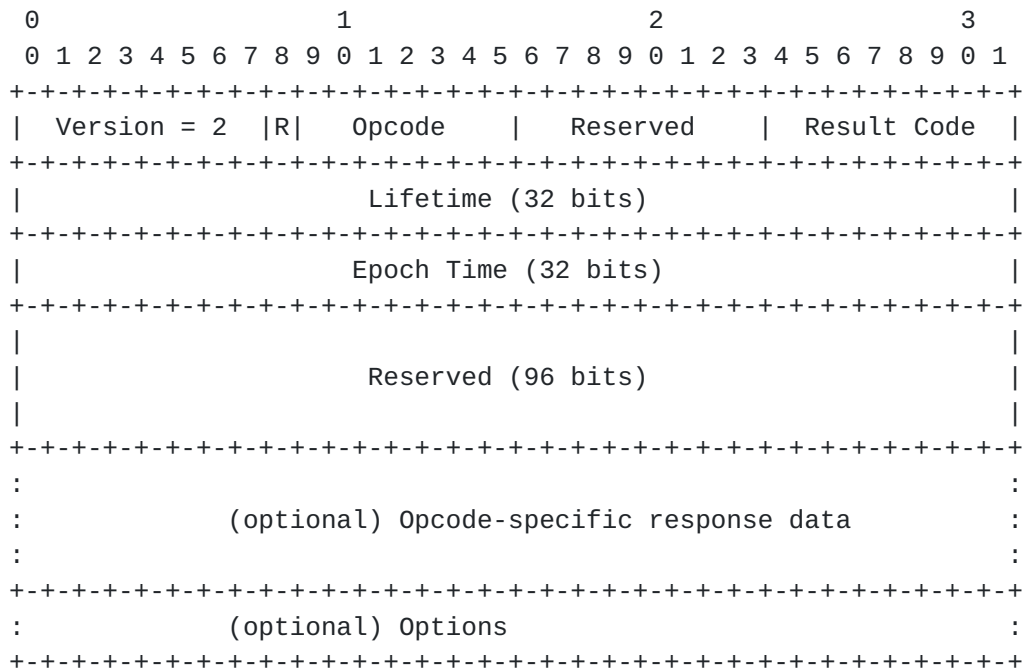 0                   1                   2                   3
 0 1 2 3 4 5 6 7 8 9 0 1 2 3 4 5 6 7 8 9 0 1 2 3 4 5 6 7 8 9 0 1
+-+-+-+-+-+-+-+-+-+-+-+-+-+-+-+-+-+-+-+-+-+-+-+-+-+-+-+-+-+-+-+-+
|  Version = 2  |R|   Opcode    |   Reserved    |  Result Code  |
+-+-+-+-+-+-+-+-+-+-+-+-+-+-+-+-+-+-+-+-+-+-+-+-+-+-+-+-+-+-+-+-+
|                      Lifetime (32 bits)                       |
+-+-+-+-+-+-+-+-+-+-+-+-+-+-+-+-+-+-+-+-+-+-+-+-+-+-+-+-+-+-+-+-+
|                     Epoch Time (32 bits)                      |
+-+-+-+-+-+-+-+-+-+-+-+-+-+-+-+-+-+-+-+-+-+-+-+-+-+-+-+-+-+-+-+-+
|                                                               |
|                      Reserved (96 bits)                       |
|                                                               |
+-+-+-+-+-+-+-+-+-+-+-+-+-+-+-+-+-+-+-+-+-+-+-+-+-+-+-+-+-+-+-+-+
:                                                               :
:             (optional) Opcode-specific response data          :
:                                                               :
+-+-+-+-+-+-+-+-+-+-+-+-+-+-+-+-+-+-+-+-+-+-+-+-+-+-+-+-+-+-+-+-+
:             (optional) Options                                :
+-+-+-+-+-+-+-+-+-+-+-+-+-+-+-+-+-+-+-+-+-+-+-+-+-+-+-+-+-+-+-+-+